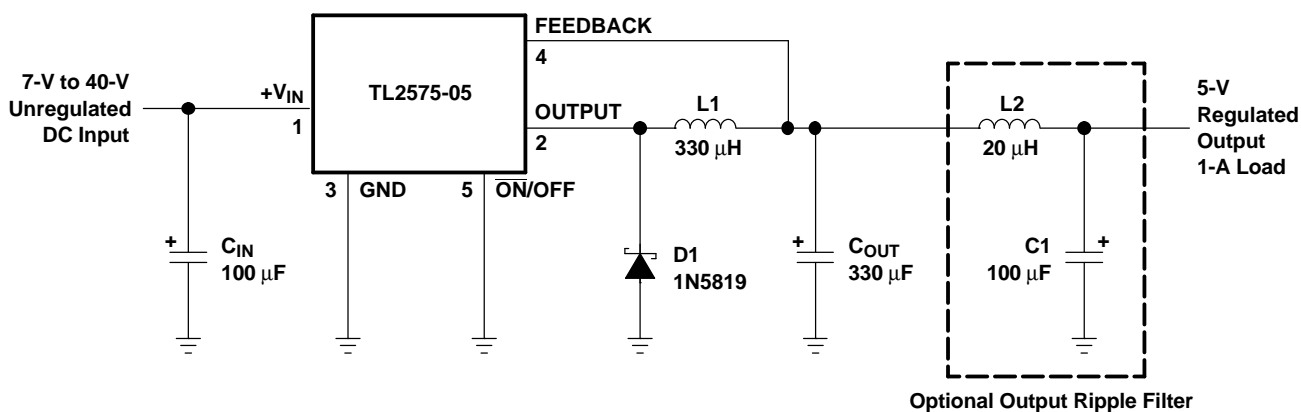 FEEDBACK
4
7-V to 40-V
Unregulated
DC Input
+VIN
1
TL2575-05
OUTPUT
2
L1
330 μH
L2
20 μH
5-V
Regulated
Output
1-A Load
3 GND
5 ON/OFF
+
CIN
100 μF
D1
1N5819
+
COUT
330 μF
C1
100 μF
+
Optional Output Ripple Filter